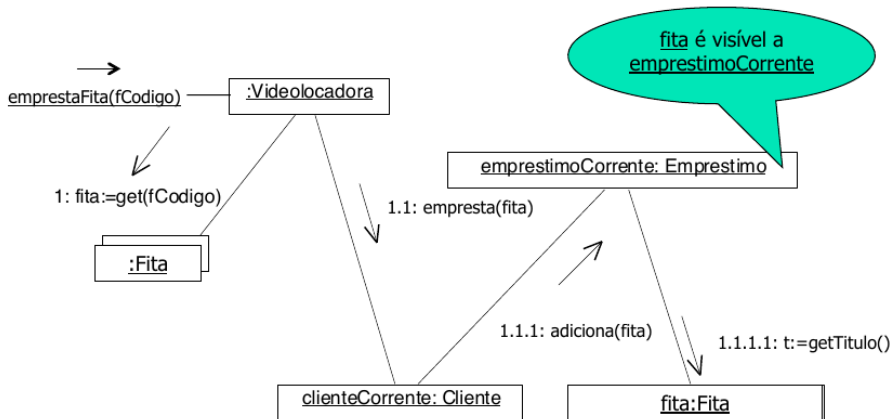 fita é visível a
emprestimoCorrente
emprestaFita(fCodigo)
:Videolocadora
emprestimoCorrente: Emprestimo
1: fita:=get(fCodigo)
1.1: empresta(fita)
:Fita
1.1.1: adiciona(fita)
1.1.1.1: t:=getTitulo()
clienteCorrente: Cliente
fita:Fita